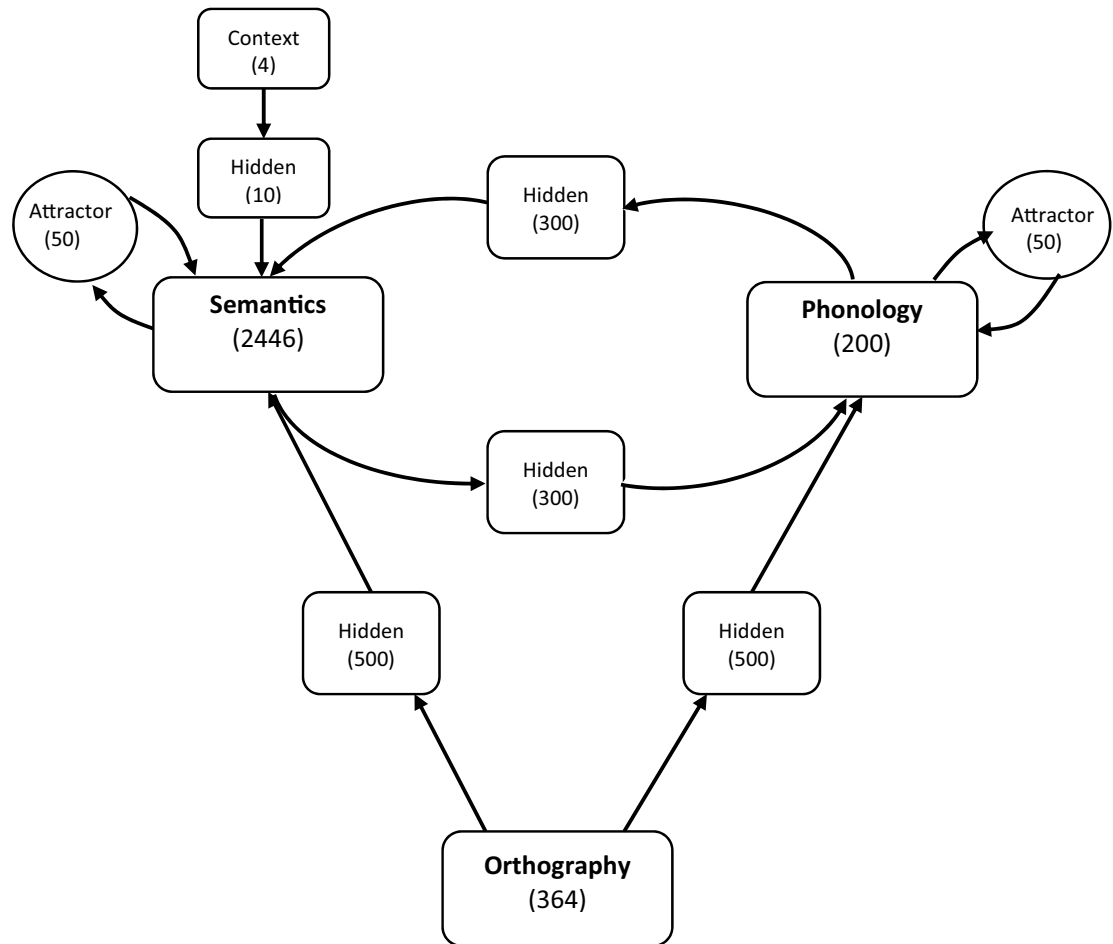 Context
(4)
Hidden
(10)
Attractor
(50)
Hidden
(300)
Attractor
(50)
Semantics
(2446)
Phonology
(200)
Hidden
(300)
Hidden
(500)
Hidden
(500)
Orthography
(364)